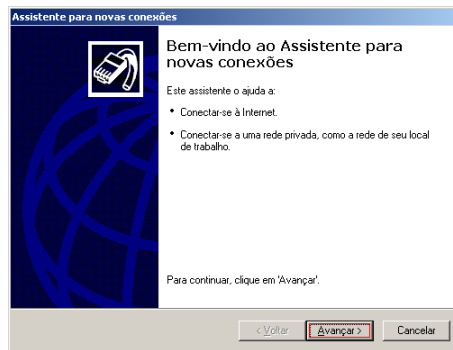 Assistente para novas conexões
Bem-vindo ao Assistente para
novas conexões
Este assistente o ajuda a:
• Conectar-se à Internet.
• Conectar-se a uma rede privada, como a rede de seu local
de trabalho.
Para continuar, clique em 'Avançar'.
< Voltar Avançar > Cancelar